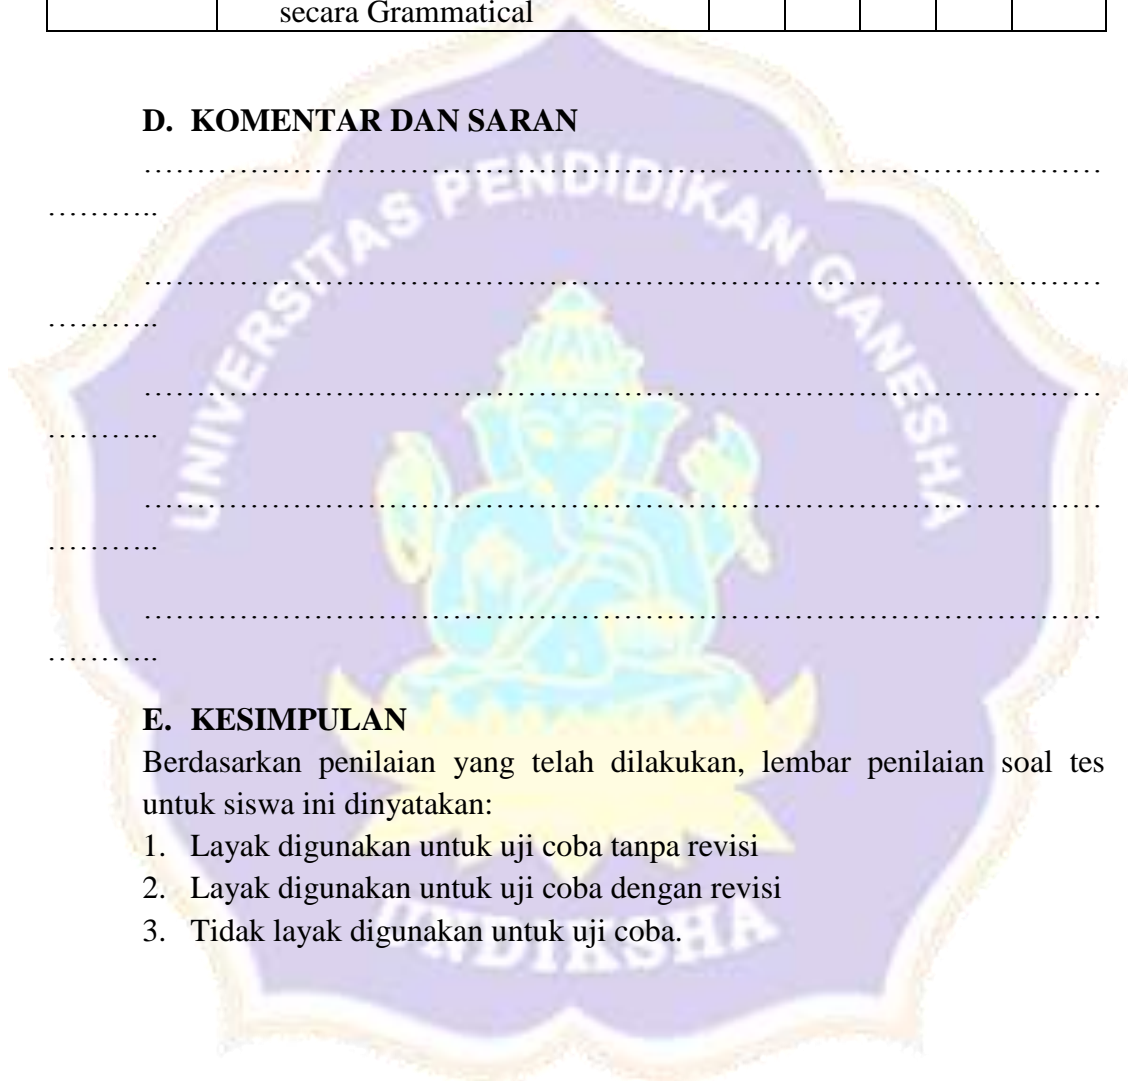 secara Grammatical
D. KOMENTAR DAN SARAN
………………………………………………………………………………
………..
………………………………………………………………………………
………..
………………………………………………………………………………
………..
………………………………………………………………………………
………..
………………………………………………………………………………
………..
UNIVERSITAS PENDIDIKAN GANESHA
E. KESIMPULAN
Berdasarkan penilaian yang telah dilakukan, lembar penilaian soal tes
untuk siswa ini dinyatakan:
1. Layak digunakan untuk uji coba tanpa revisi
2. Layak digunakan untuk uji coba dengan revisi
3. Tidak layak digunakan untuk uji coba.
UNDIKSHA